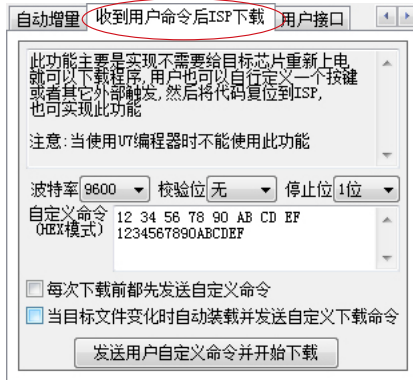 自动增量 收到用户命令后ISP下载 用户接口
此功能主要是实现不需要给目标芯片重新上电
就可以下载程序,用户也可以自行定义一个按键
或者其它外部触发,然后将代码复位到ISP,
也可实现此功能
注意:当使用U7编程器时不能使用此功能
波特率 9600 校验位 无 停止位 1位
自定义命令
(HEX模式)
12 34 56 78 90 AB CD EF
1234567890ABCDEF
每次下载前都先发送自定义命令
当目标文件变化时自动装载并发送自定义下载命令
发送用户自定义命令并开始下载